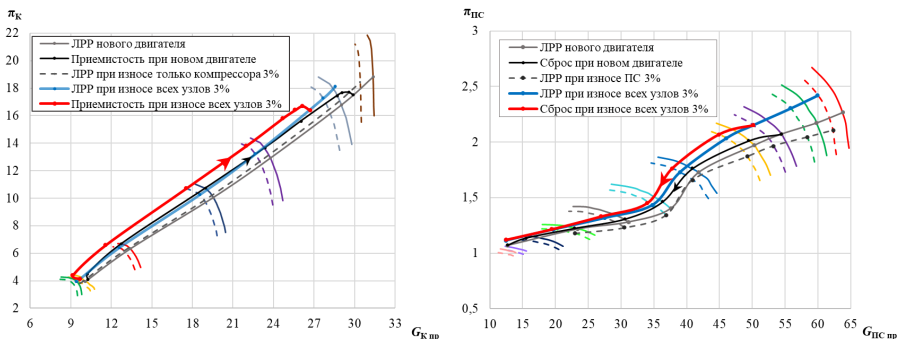 πК
22
20
18
16
14
12
10
8
6
4
2
ЛРР нового двигателя
Приемистость при новом двигателе
ЛРР при износе только компрессора 3%
ЛРР при износе всех узлов 3%
Приемистость при износе всех узлов 3%
6 9 12 15 18 21 24 27 30 33
GК пр
πПС
3
2,5
2
1,5
1
0,5
ЛРР нового двигателя
Сброс при новом двигателе
ЛРР при износе ПС 3%
ЛРР при износе всех узлов 3%
Сброс при износе всех узлов 3%
10 15 20 25 30 35 40 45 50 55 60 65
GПС пр